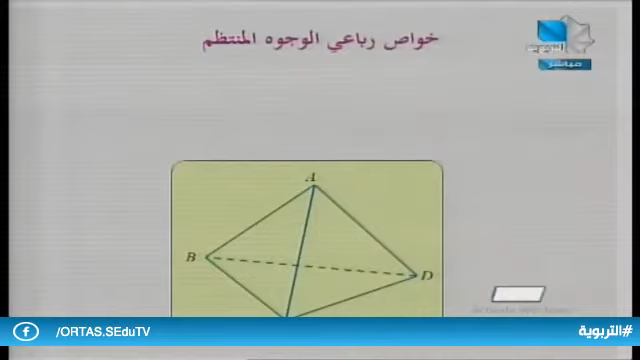 خواص رباعي الوجوه المنتظم
التربوية
مباشر
A
B
D
/ORTAS.SEduTV
#التربوية